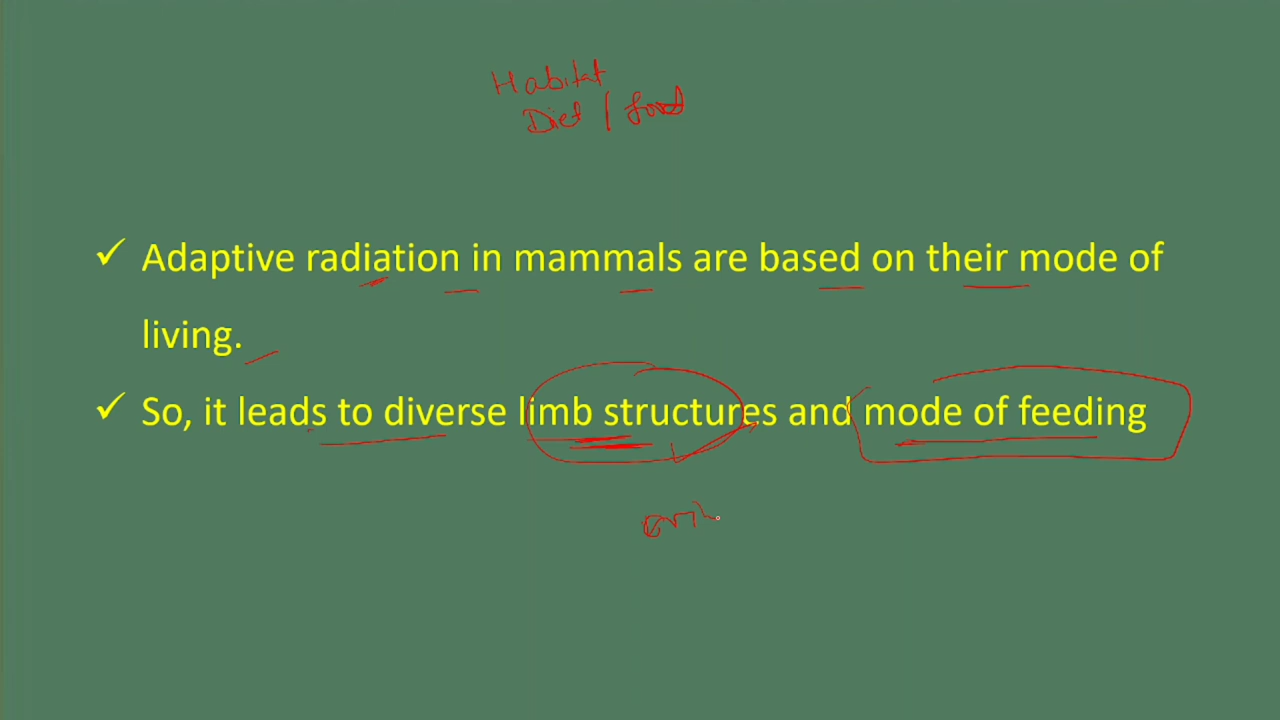 Habitat
Diet / food
✓ Adaptive radiation in mammals are based on their mode of
living.
✓ So, it leads to diverse limb structures and mode of feeding